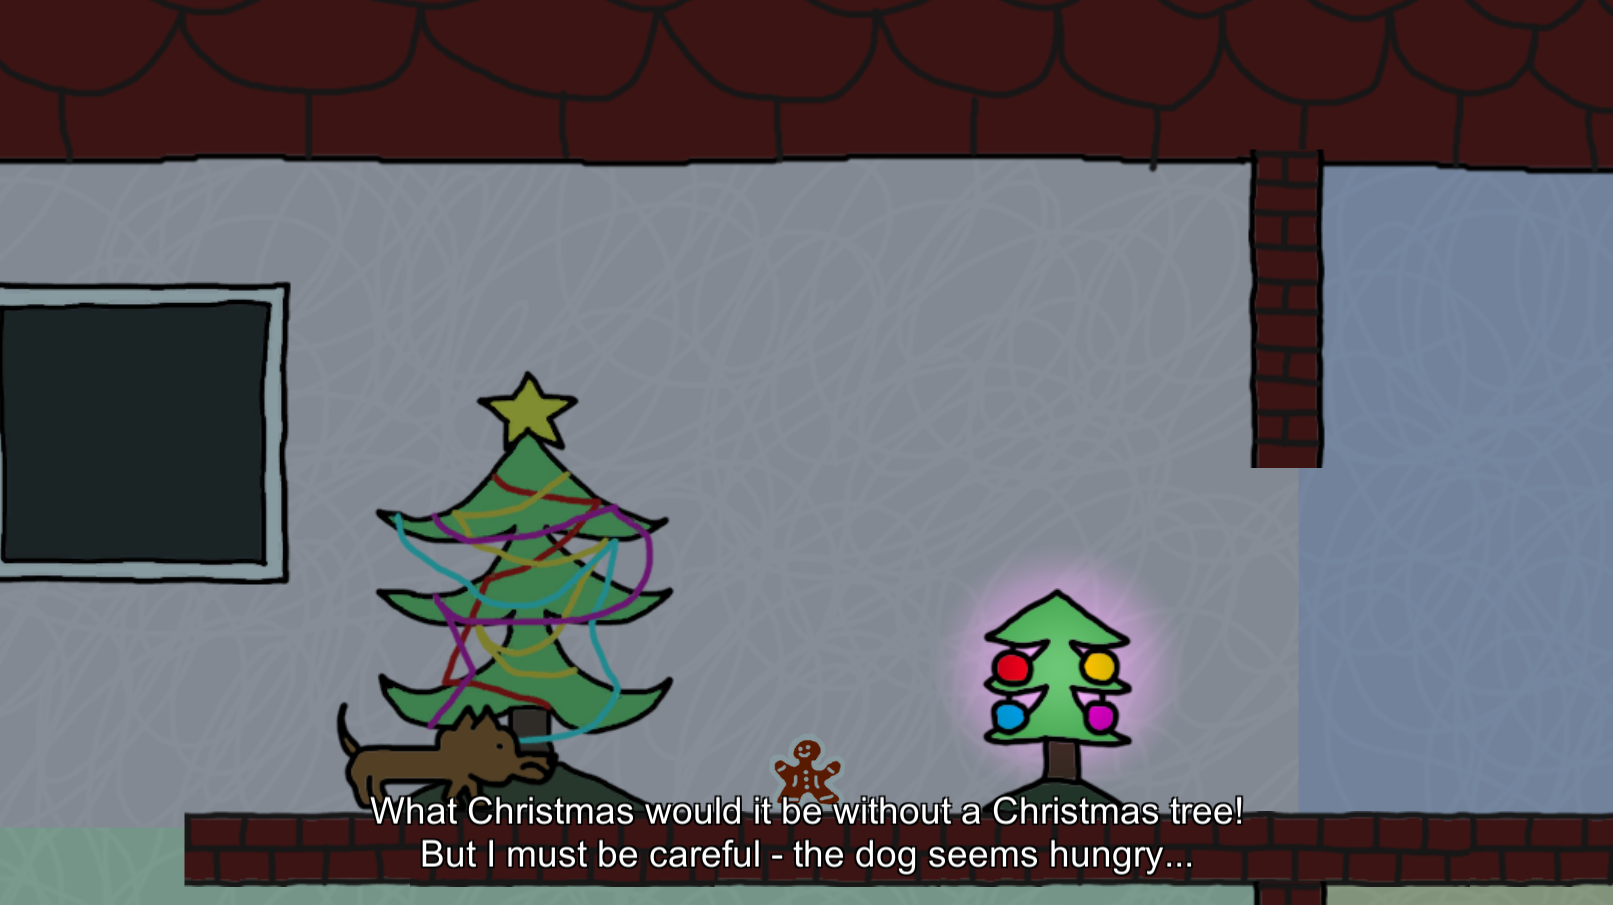 What Christmas would it be without a Christmas tree!
But I must be careful - the dog seems hungry...